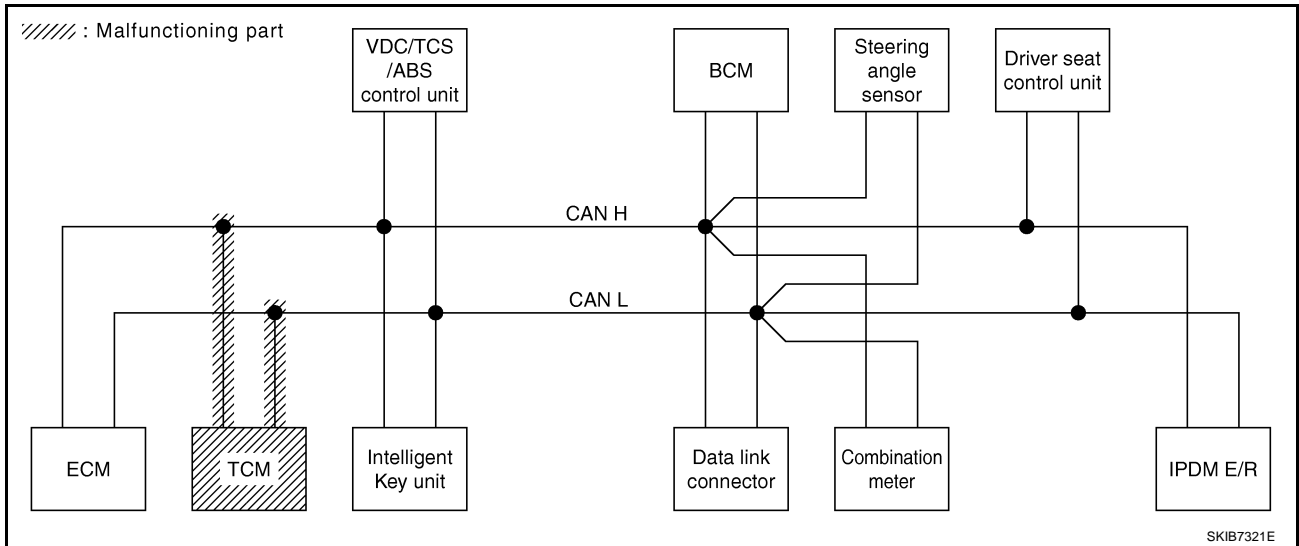 : Malfunctioning part
VDC/TCS
/ABS
control unit
BCM
Steering
angle
sensor
Driver seat
control unit
CAN H
CAN L
ECM
TCM
Intelligent
Key unit
Data link
connector
Combination
meter
IPDM E/R
SKIB7321E